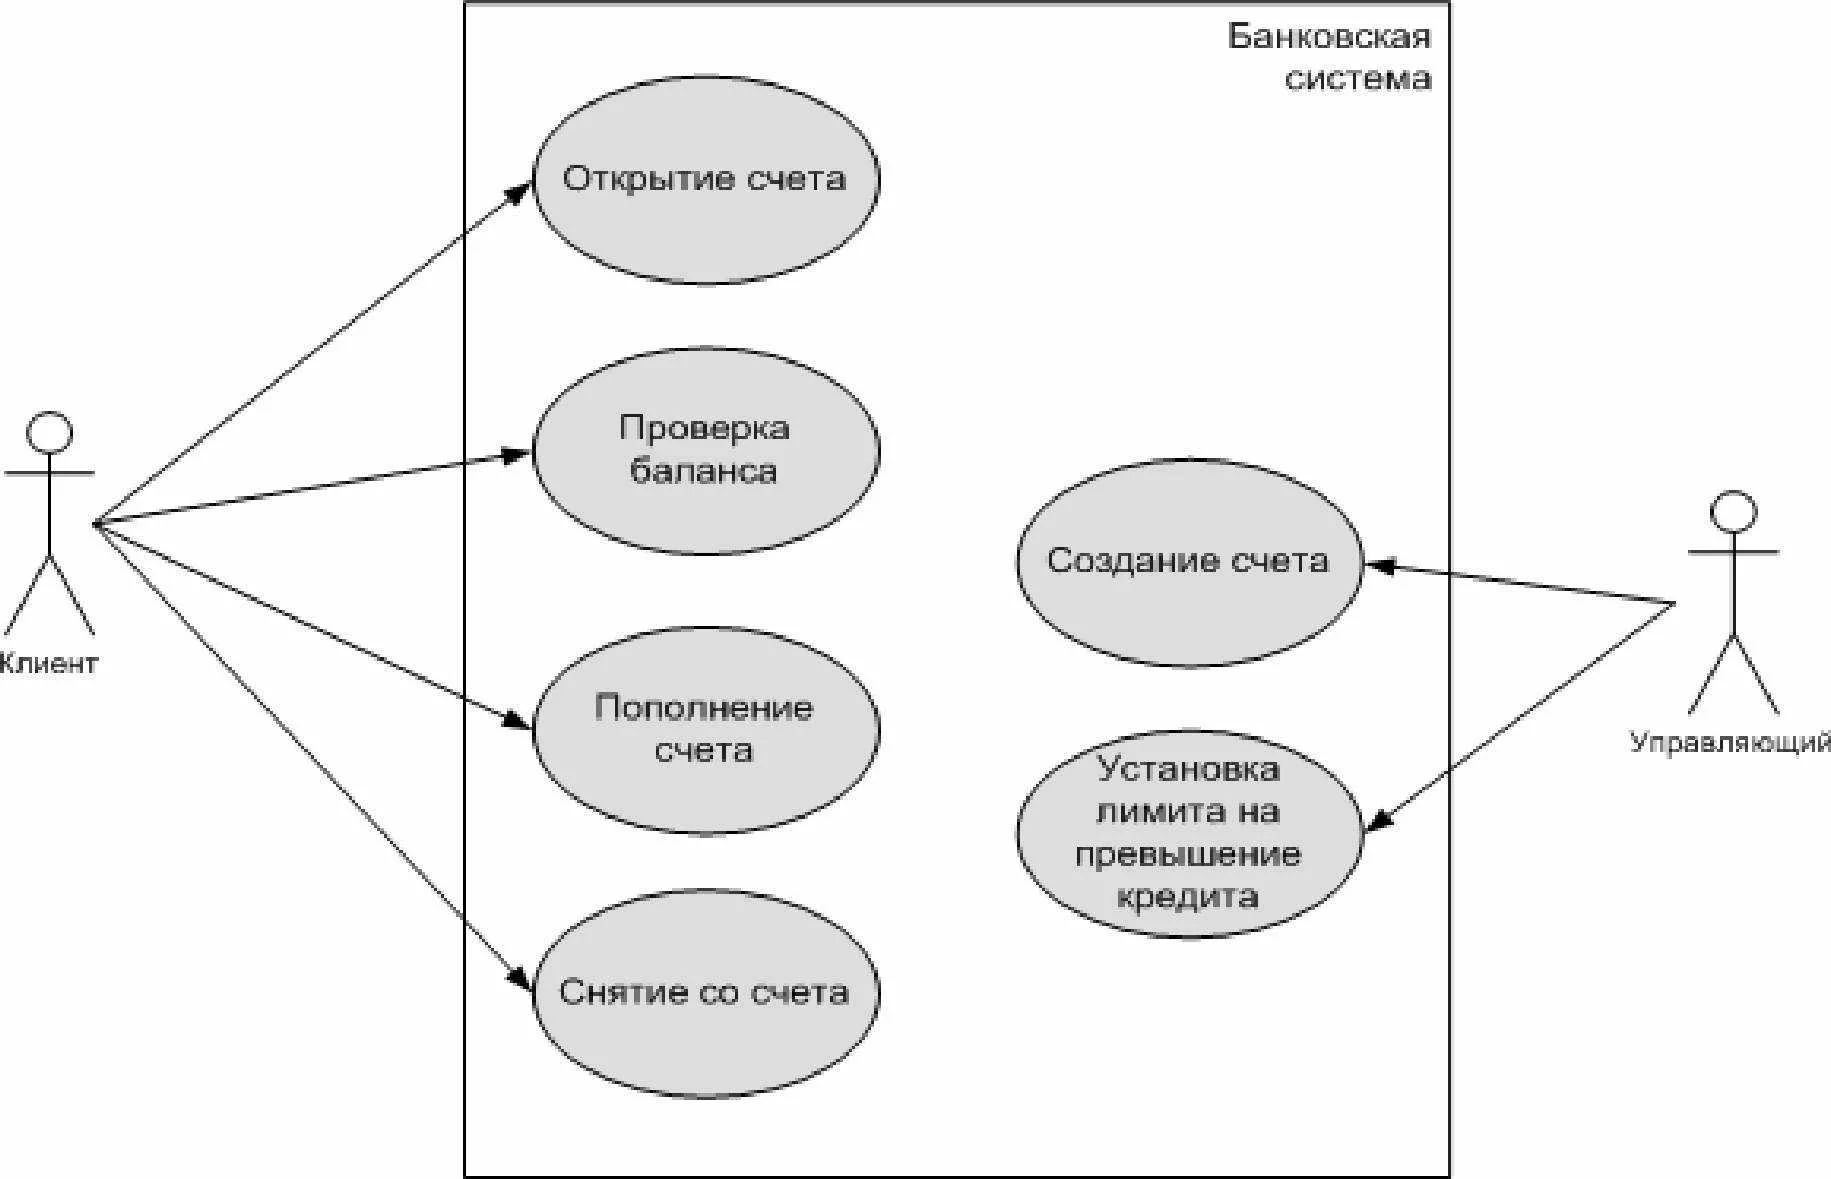 Банковская
система
Открытие счета
Проверка
баланса
Пополнение
счета
Снятие со счета
Создание счета
Установка
лимита на
превышение
кредита
Клиент
Управляющий